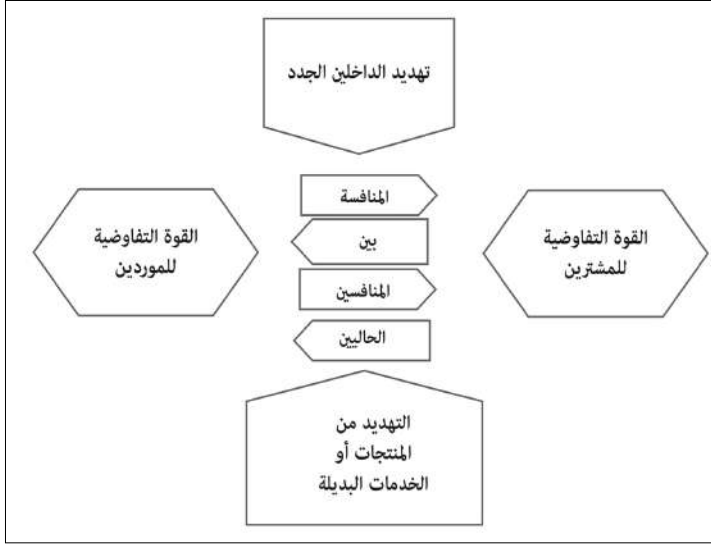 تهديد الداخلين الجدد
القوة التفاوضية
للمشترين
المنافسة
بين
المنافسين
الحاليين
القوة التفاوضية
للموردين
التهديد من
المنتجات أو
الخدمات البديلة